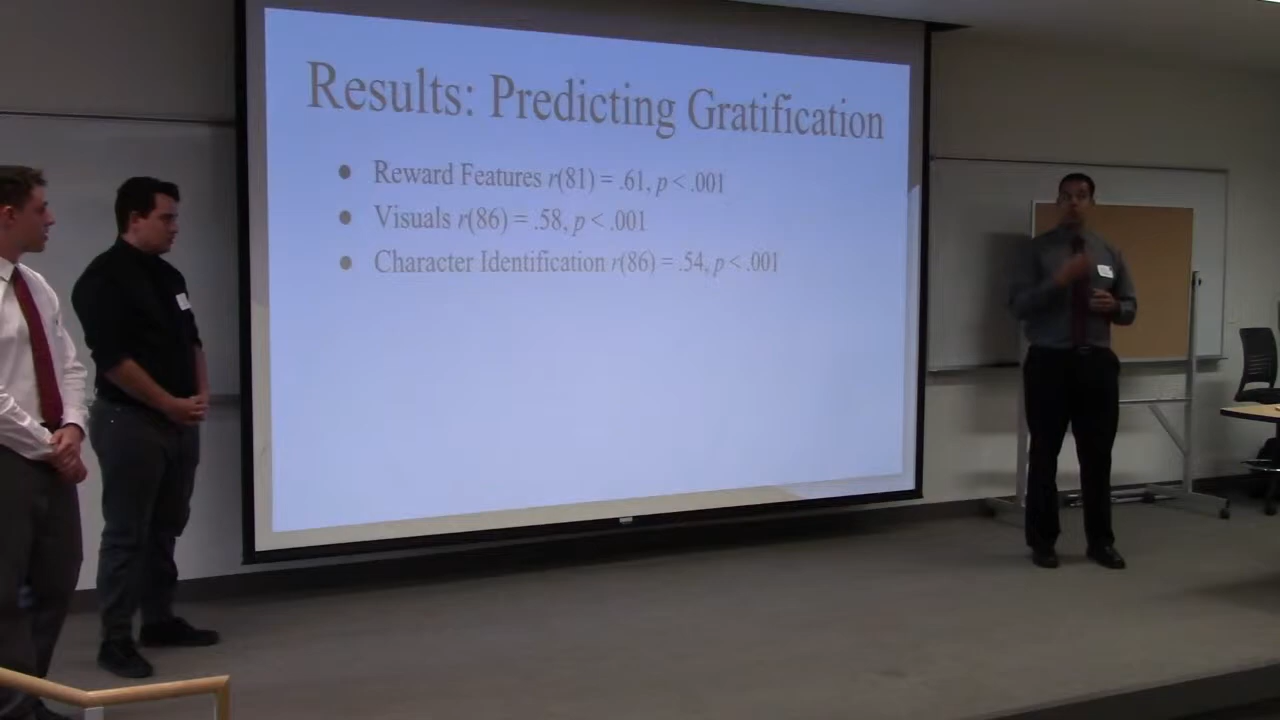 Results: Predicting Gratification
● Reward Features r(81) = .61, p < .001
● Visuals r(86) = .58, p < .001
● Character Identification r(86) = .54, p < .001